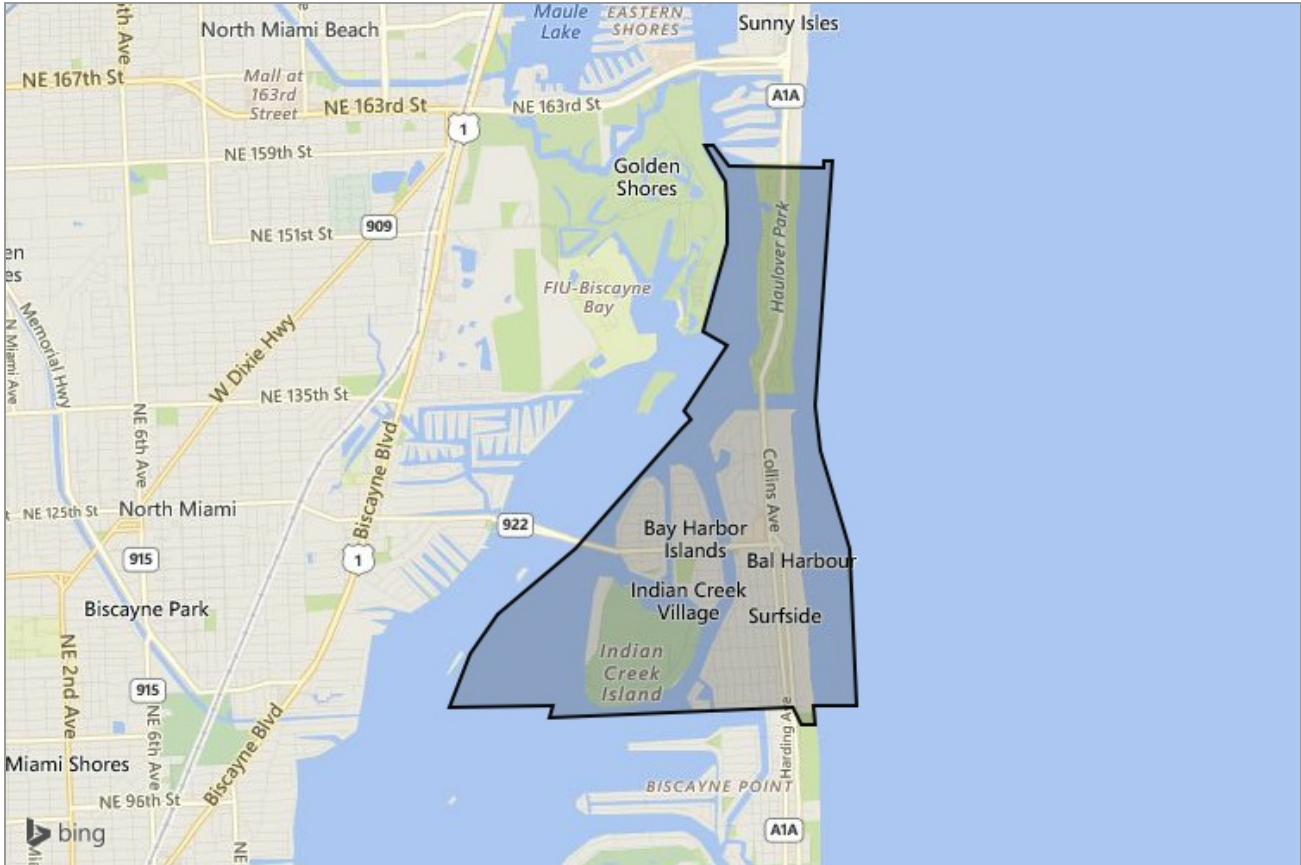 Maule
Lake
EASTERN
SHORES
Sunny Isles
North Miami Beach
NE 167th St
Mall at
163rd
Street
NE 163rd St
NE 163rd St
A1A
1
NE 159th St
Golden
Shores
909
NE 151st St
Haulover Park
FIU-Biscayne
Bay
Memorial Hwy
N Miami Ave
W Dixie Hwy
NE 135th St
NE 6th Ave
Biscayne Blvd
Collins Ave
NE 125th St
North Miami
922
Bay Harbor
Islands
915
1
Bal Harbour
Indian Creek
Village
Biscayne Park
Surfside
NE 2nd Ave
Indian
Creek
Island
915
NE 6th Ave
Biscayne Blvd
Harding Ave
Miami Shores
BISCAYNE POINT
NE 96th St
bing
A1A
NE